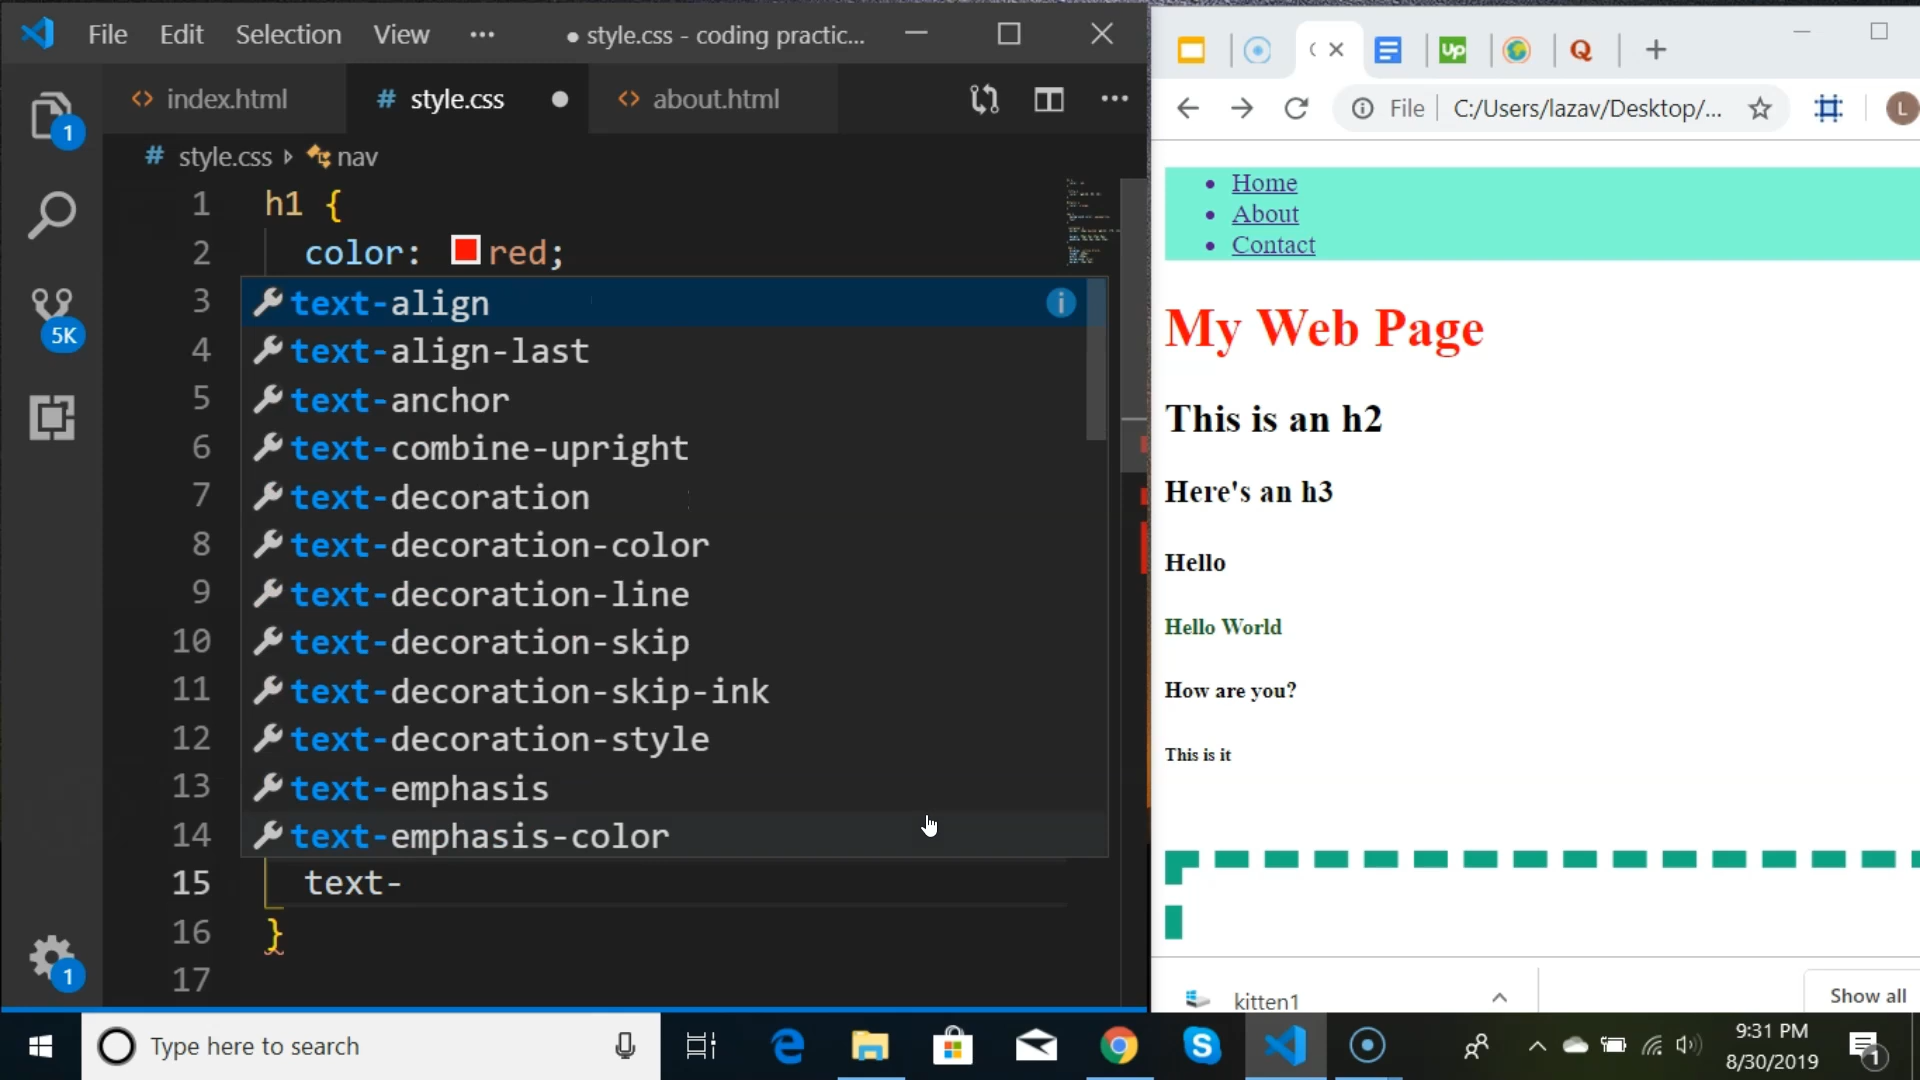 File Edit Selection View ··· ● style.css - coding practic...
<> index.html # style.css ● <> about.html ···
1
# style.css nav
1 h1 {
2 color: red;
3 text-align
4 text-align-last
5 text-anchor
6 text-combine-upright
7 text-decoration
8 text-decoration-color
9 text-decoration-line
10 text-decoration-skip
11 text-decoration-skip-ink
12 text-decoration-style
13 text-emphasis
14 text-emphasis-color
15 text-
16 }
17
5K
1
Up Q +
File C:/Users/lazav/Desktop/... L
• Home
• About
• Contact
My Web Page
This is an h2
Here's an h3
Hello
Hello World
How are you?
This is it
kitten1 Show all
Type here to search
9:31 PM
8/30/2019
1